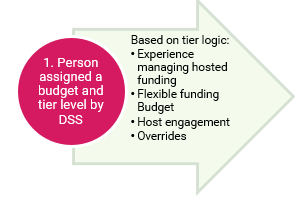 1. Person
assigned a
budget and
tier level by
DSS
Based on tier logic:
• Experience
managing hosted
funding
• Flexible funding
Budget
• Host engagement
• Overrides